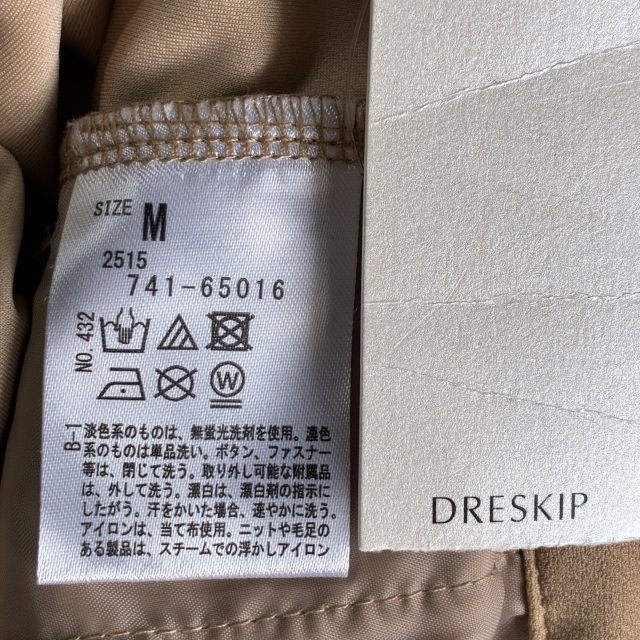 SIZE M
2515
741-65016
NO. 432
W
B-1
淡色系のものは、無蛍光洗剤を使用。濃色
系のものは単品洗い。ボタン、ファスナー
等は、閉じて洗う。取り外し可能な附属品
は、外して洗う。漂白は、漂白剤の指示に
したがう。汗をかいた場合、速やかに洗う。
アイロンは、当て布使用。ニットや毛足の
ある製品は、スチームでの浮かしアイロン
DRESKIP